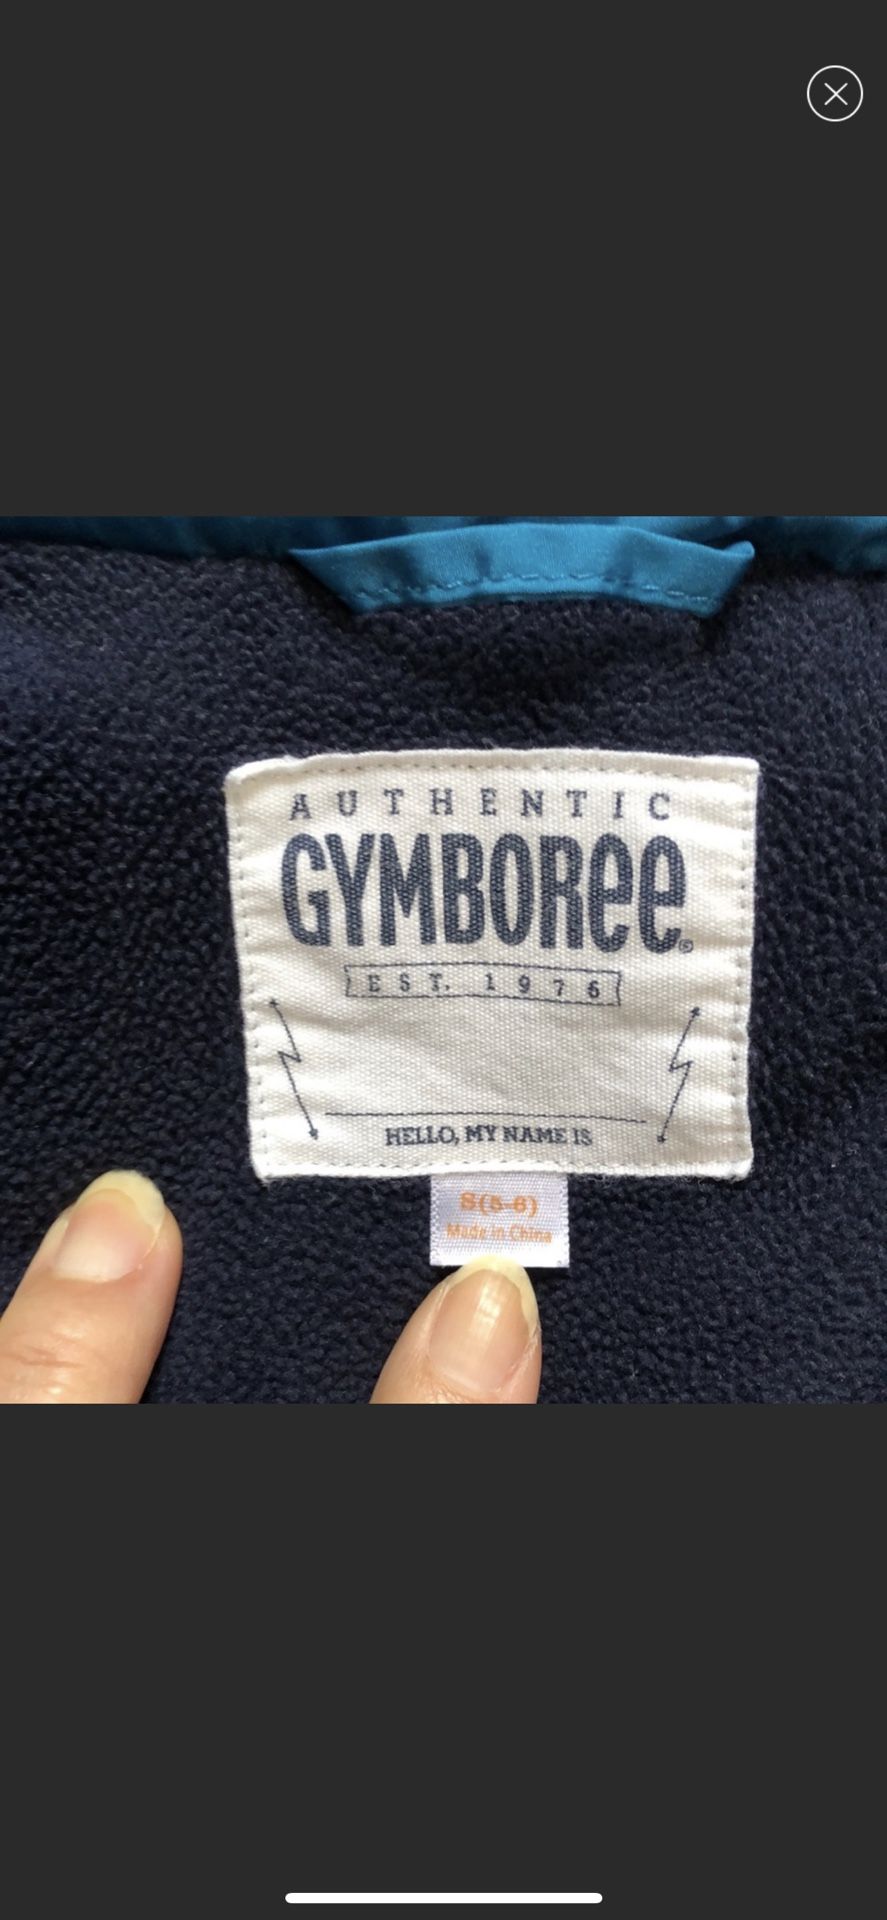 AUTHENTIC
GYMBORee
EST. 1976
HELLO, MY NAME IS
S(5-6)
Made in China